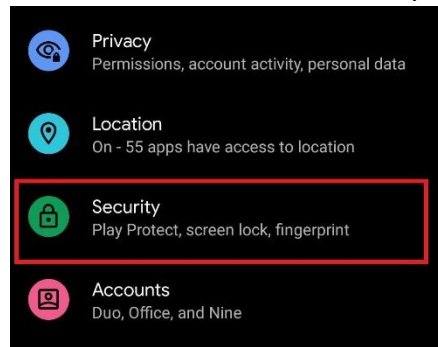 Privacy
Permissions, account activity, personal data
Location
On - 55 apps have access to location
Security
Play Protect, screen lock, fingerprint
Accounts
Duo, Office, and Nine